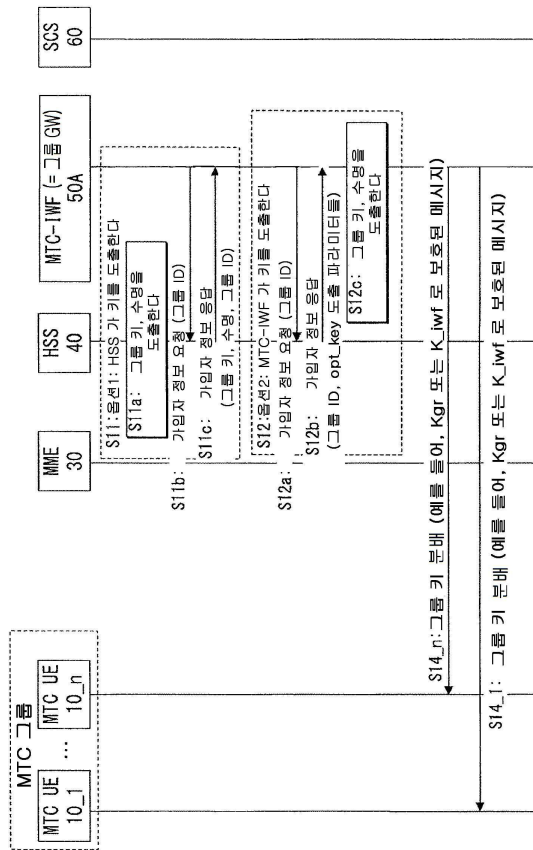 MTC 그룹
MTC UE
10_1
...
MTC UE
10_n
MME
30
HSS
40
MTC-IWF (= 그룹 GW)
50A
SCS
60
S11:옵션1: HSS 가 키를 도출한다
S11a: 그룹 키, 수명을
도출한다
S11b: 가입자 정보 요청 (그룹 ID)
S11c: 가입자 정보 응답
(그룹 키, 수명, 그룹 ID)
S12:옵션2: MTC-IWF 가 키를 도출한다
S12a: 가입자 정보 요청 (그룹 ID)
S12b: 가입자 정보 응답
(그룹 ID, opt_key 도출 파라미터들)
S12c: 그룹 키, 수명을
도출한다
S14_n:그룹 키 분배 (예를 들어, Kgr 또는 K_iwf 로 보호된 메시지)
S14_1: 그룹 키 분배 (예를 들어, Kgr 또는 K_iwf 로 보호된 메시지)